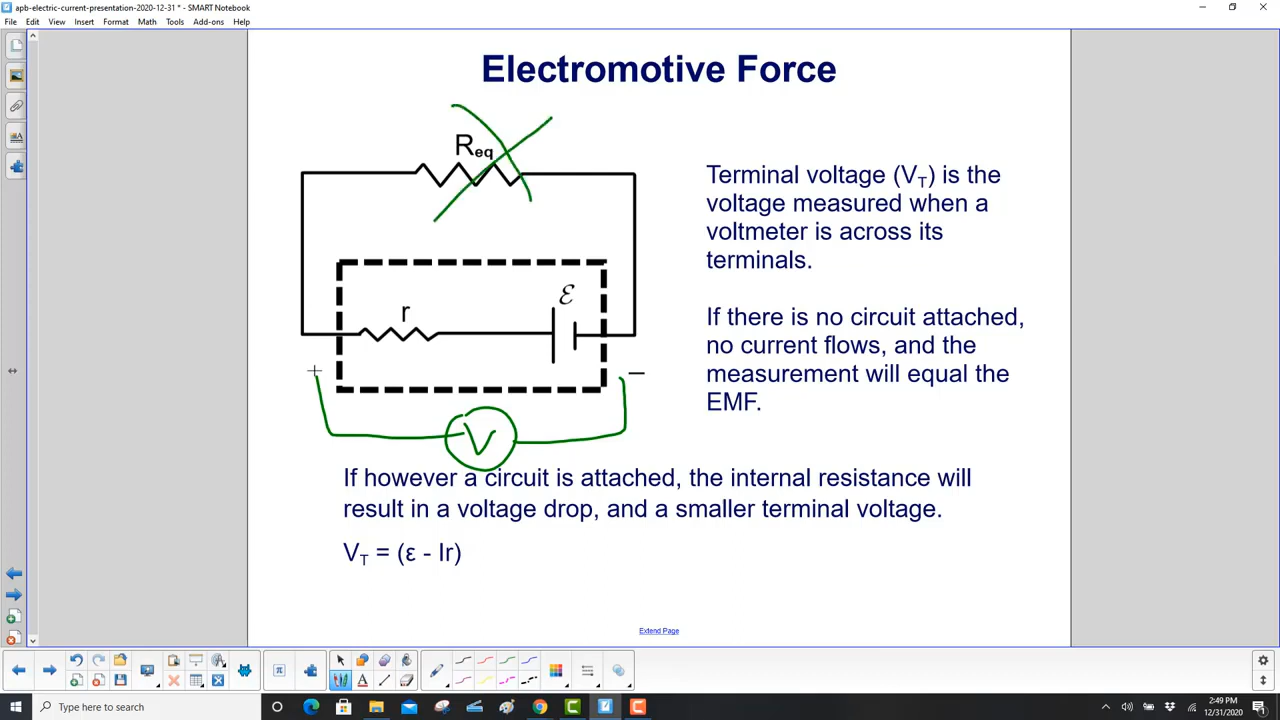 apb-electric-current-presentation-2020-12-31 * - SMART Notebook
File Edit View Insert Format Math Tools Add-ons Help
Electromotive Force
Req
Terminal voltage (VT) is the
voltage measured when a
voltmeter is across its
terminals.
ε
r
If there is no circuit attached,
no current flows, and the
measurement will equal the
EMF.
+ −
V
If however a circuit is attached, the internal resistance will
result in a voltage drop, and a smaller terminal voltage.
VT = (ε - Ir)
Extend Page
Type here to search
2:49 PM
12/31/2020